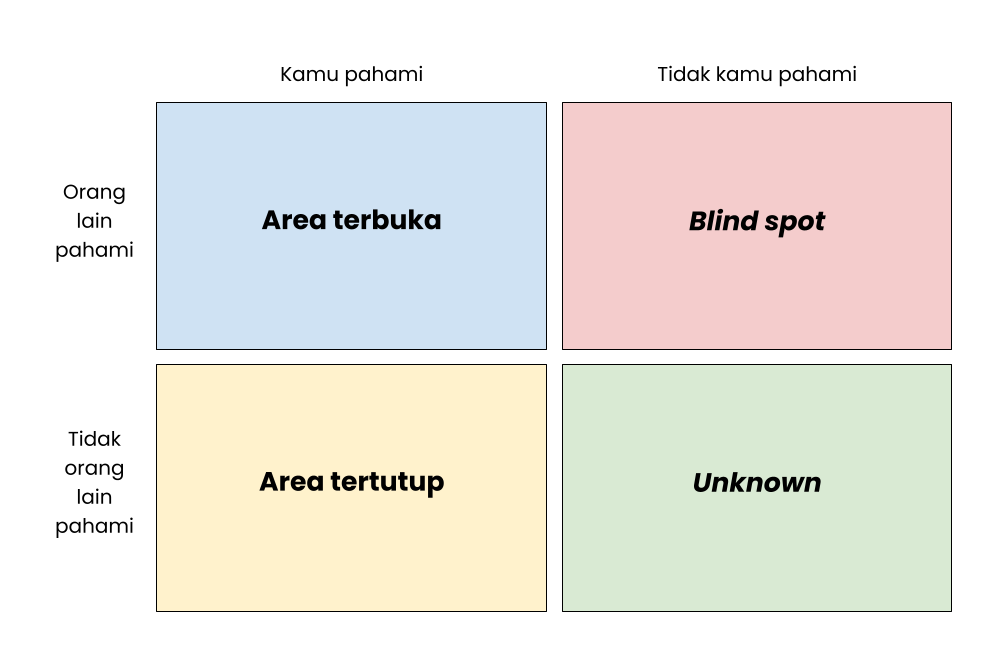 Kamu pahami
Tidak kamu pahami
Orang
lain
pahami
Area terbuka
Blind spot
Tidak
orang
lain
pahami
Area tertutup
Unknown